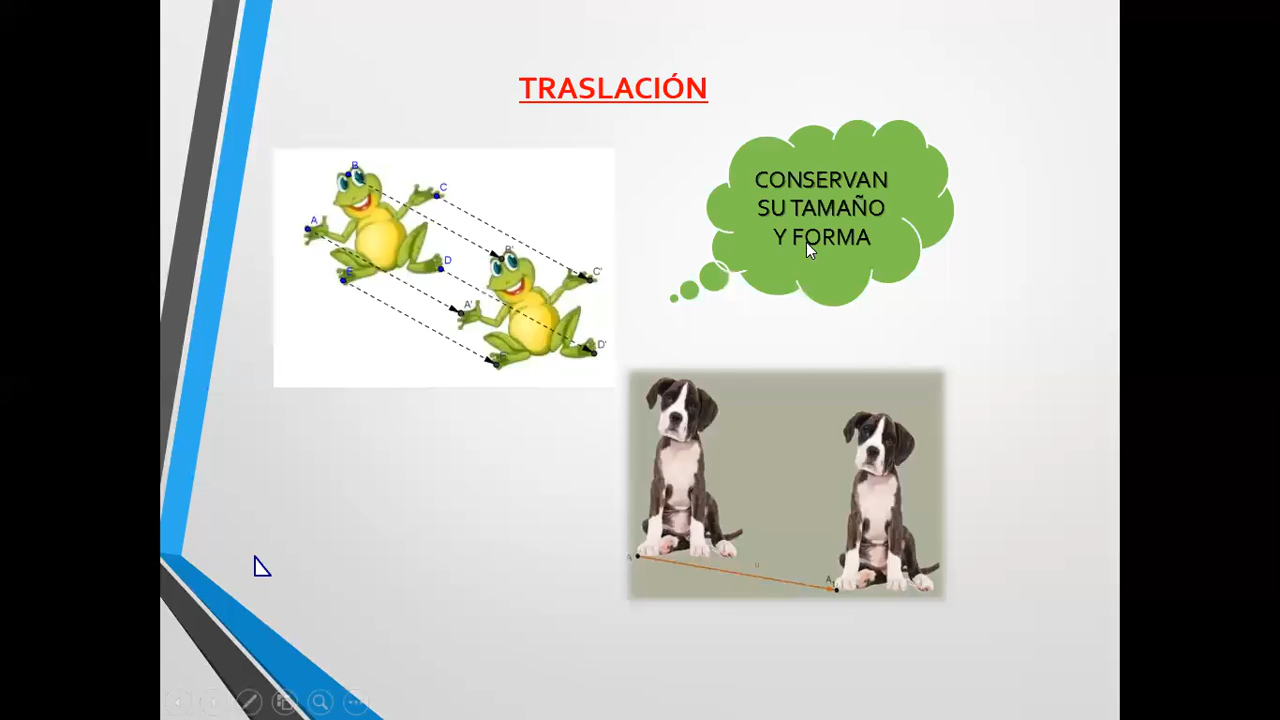 TRASLACIÓN
B
C
A
D
E
B'
C'
A'
D'
E'
CONSERVAN
SU TAMAÑO
Y FORMA
A
u
A